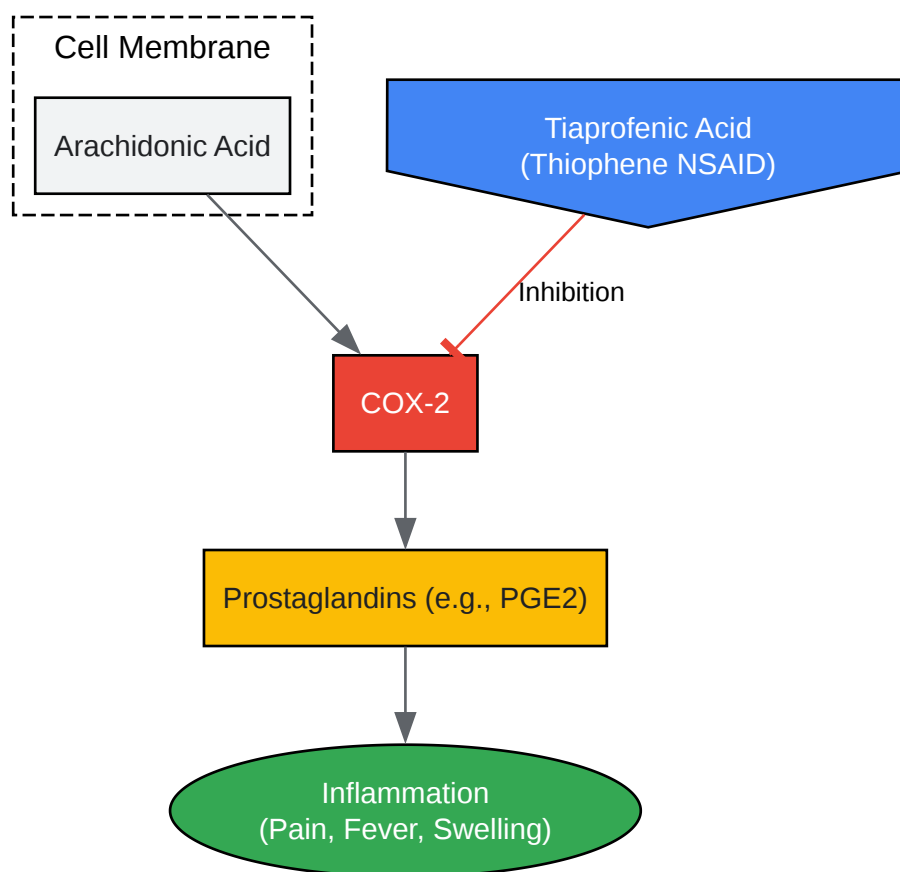 Cell Membrane
Arachidonic Acid
Tiaprofenic Acid
(Thiophene NSAID)
Inhibition
COX-2
Prostaglandins (e.g., PGE2)
Inflammation
(Pain, Fever, Swelling)